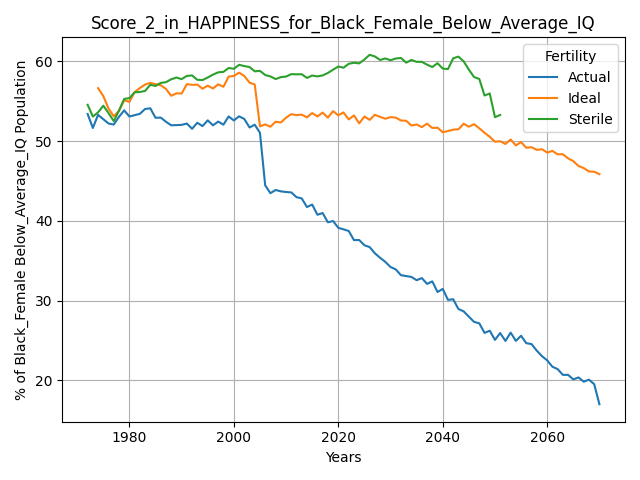 Score_2_in_HAPPINESS_for_Black_Female_Below_Average_IQ
% of Black_Female Below_Average_IQ Population
60
50
40
30
20
Fertility
Actual
Ideal
Sterile
1980
2000
2020
2040
2060
Years